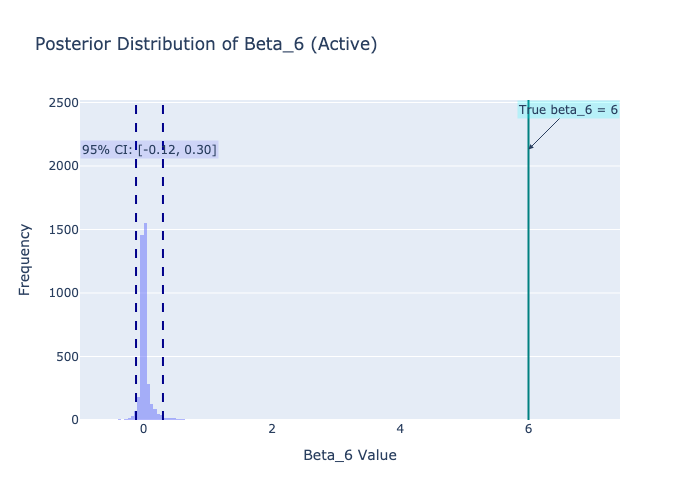 Posterior Distribution of Beta_6 (Active)
2500
True beta_6 = 6
95% CI: [-0.12, 0.30]
2000
1500
Frequency
1000
500
0
0
2
4
6
Beta_6 Value